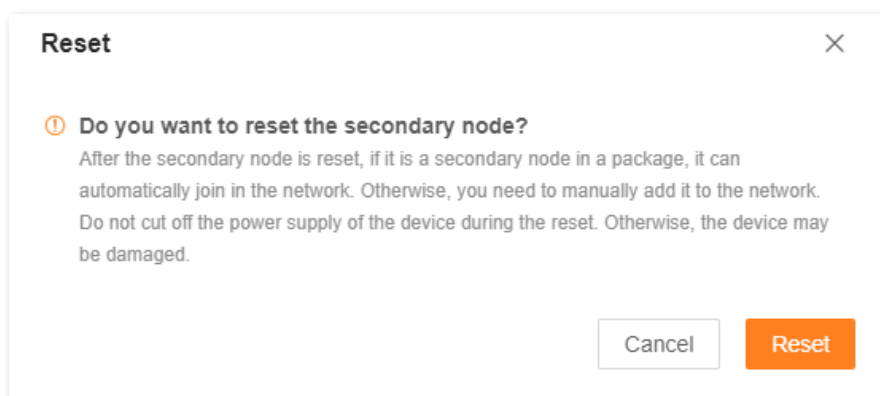 Reset
Do you want to reset the secondary node?
After the secondary node is reset, if it is a secondary node in a package, it can
automatically join in the network. Otherwise, you need to manually add it to the network.
Do not cut off the power supply of the device during the reset. Otherwise, the device may
be damaged.
Cancel
Reset